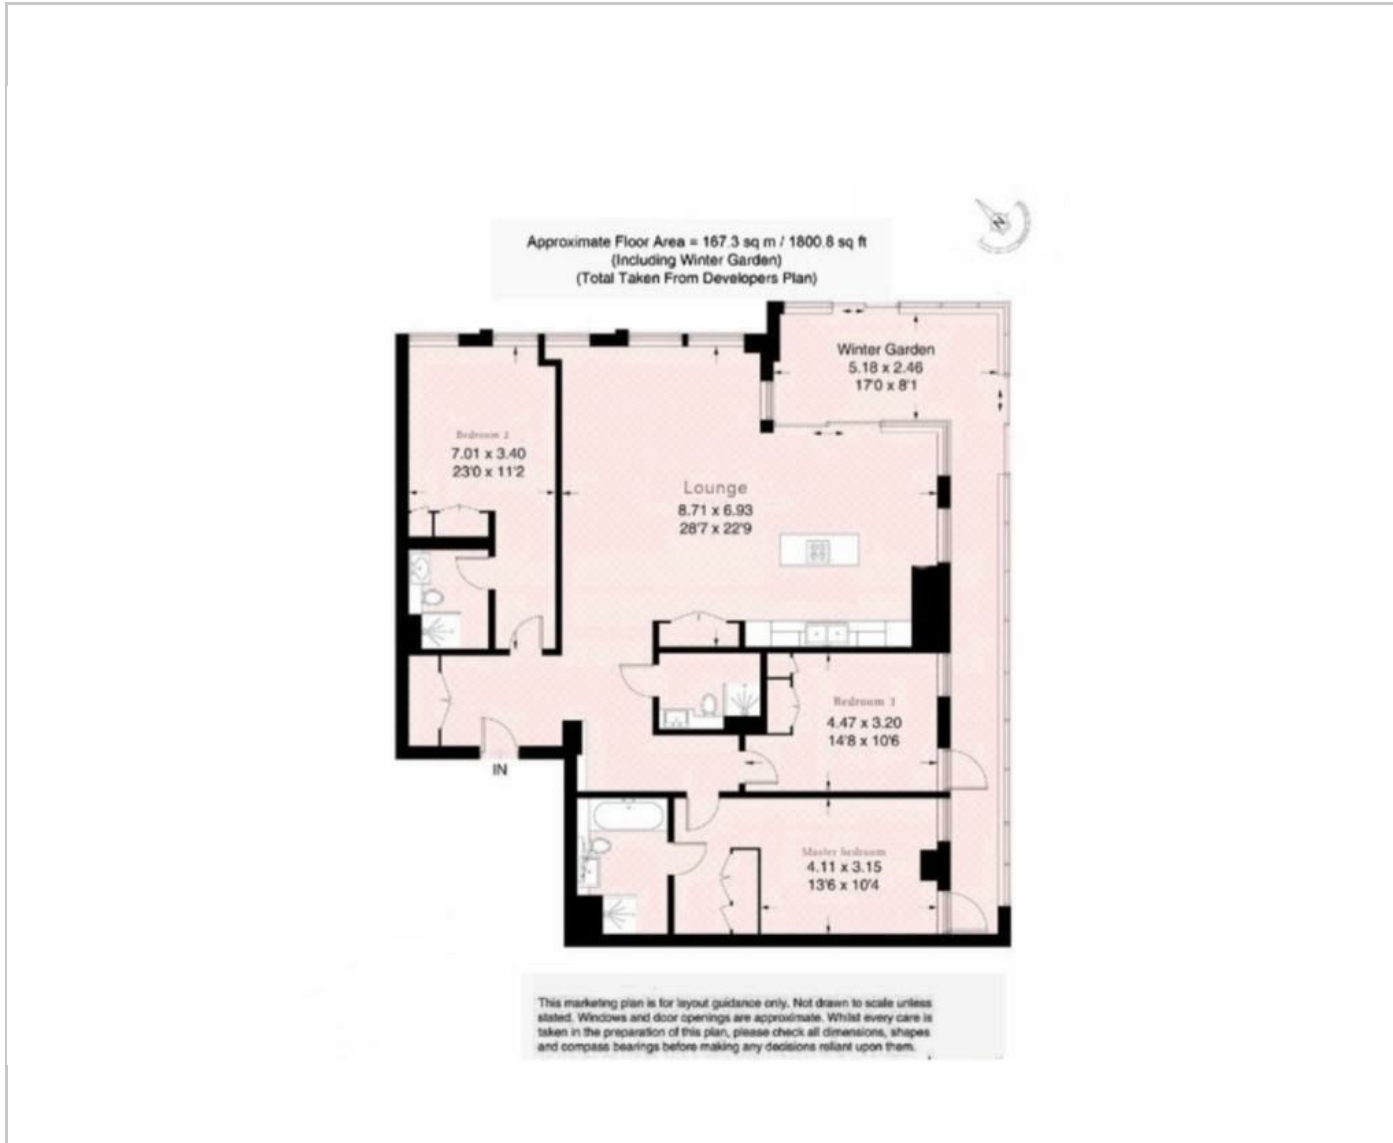 N
Approximate Floor Area = 167.3 sq m / 1800.8 sq ft
(Including Winter Garden)
(Total Taken From Developers Plan)
Winter Garden
5.18 x 2.46
17'0 x 8'1
Bedroom 2
7.01 x 3.40
23'0 x 11'2
Lounge
8.71 x 6.93
28'7 x 22'9
Bedroom 3
4.47 x 3.20
14'8 x 10'6
IN
Master bedroom
4.11 x 3.15
13'6 x 10'4
This marketing plan is for layout guidance only. Not drawn to scale unless
stated. Windows and door openings are approximate. Whilst every care is
taken in the preparation of this plan, please check all dimensions, shapes
and compass bearings before making any decisions reliant upon them.